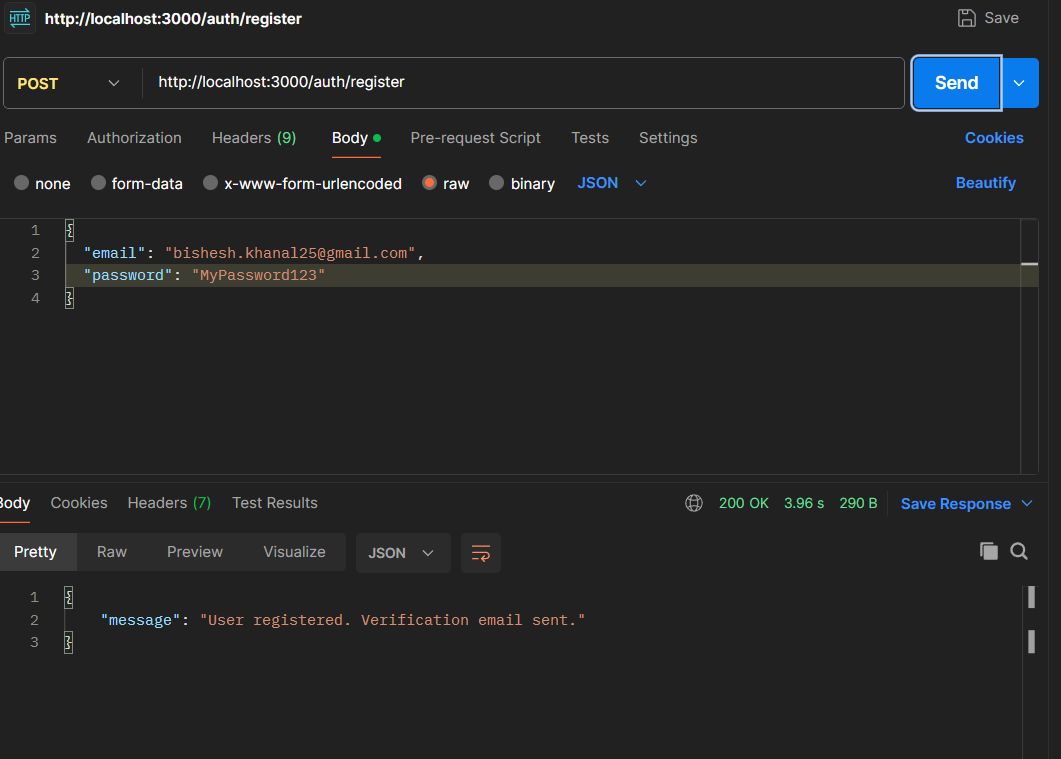 HTTP http://localhost:3000/auth/register Save
POST http://localhost:3000/auth/register Send
Params Authorization Headers (9) Body Pre-request Script Tests Settings Cookies
none form-data x-www-form-urlencoded raw binary JSON Beautify
1 {
2 "email": "bishesh.khanal25@gmail.com",
3 "password": "MyPassword123"
4 }
Body Cookies Headers (7) Test Results 200 OK 3.96 s 290 B Save Response
Pretty Raw Preview Visualize JSON
1 {
2 "message": "User registered. Verification email sent."
3 }